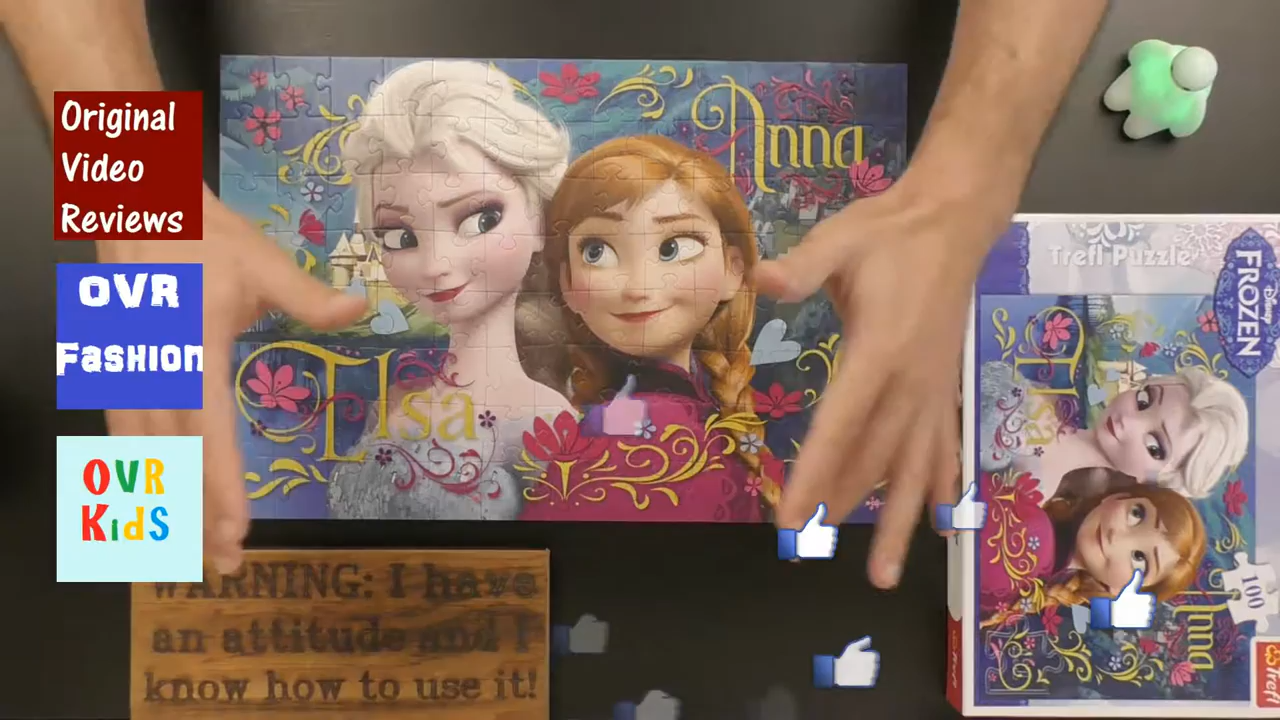 Original
Video
Reviews
OVR
Fashion
OVR
Kids
Anna
Elsa
WARNING: I have
an attitude and I
know how to use it!
Trefl Puzzle
Disney
FROZEN
Elsa
Anna
100
Trefl